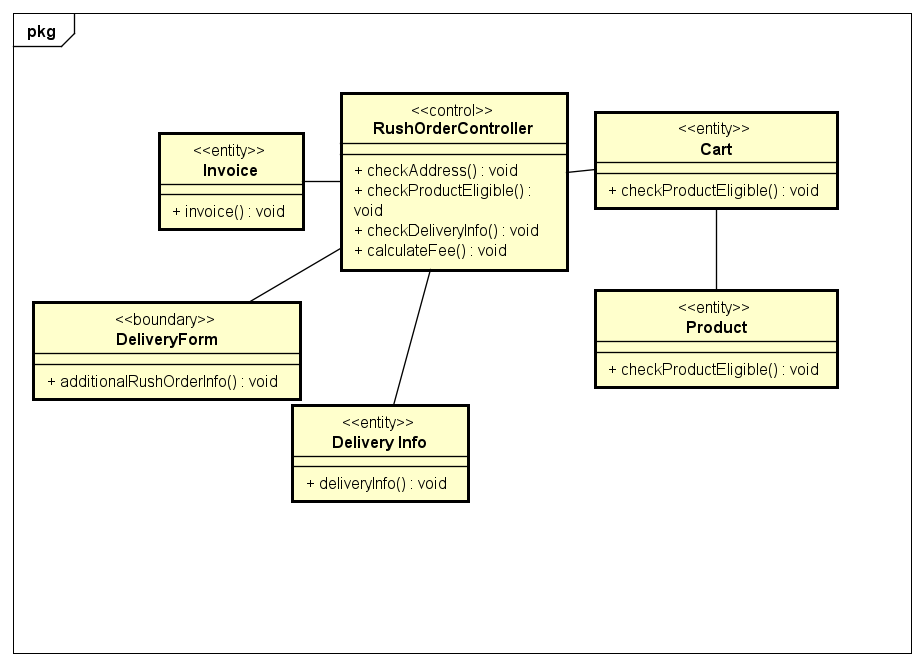 pkg
<<control>>
RushOrderController
+ checkAddress() : void
+ checkProductEligible() :
void
+ checkDeliveryInfo() : void
+ calculateFee() : void
<<entity>>
Invoice
+ invoice() : void
<<entity>>
Cart
+ checkProductEligible() : void
<<boundary>>
DeliveryForm
+ additionalRushOrderInfo() : void
<<entity>>
Product
+ checkProductEligible() : void
<<entity>>
Delivery Info
+ deliveryInfo() : void